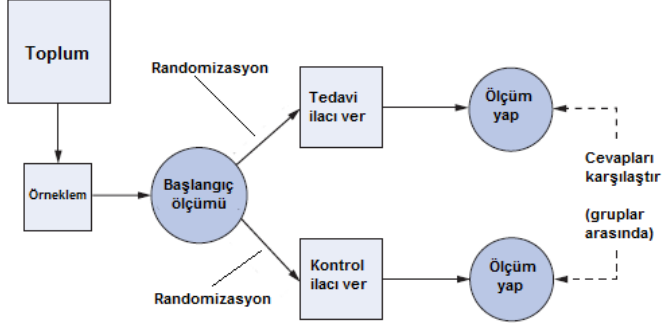 Toplum
Randomizasyon
Tedavi
ilacı ver
Ölçüm
yap
Örneklem
Başlangıç
ölçümü
Cevapları
karşılaştır
(gruplar
arasında)
Kontrol
ilacı ver
Ölçüm
yap
Randomizasyon